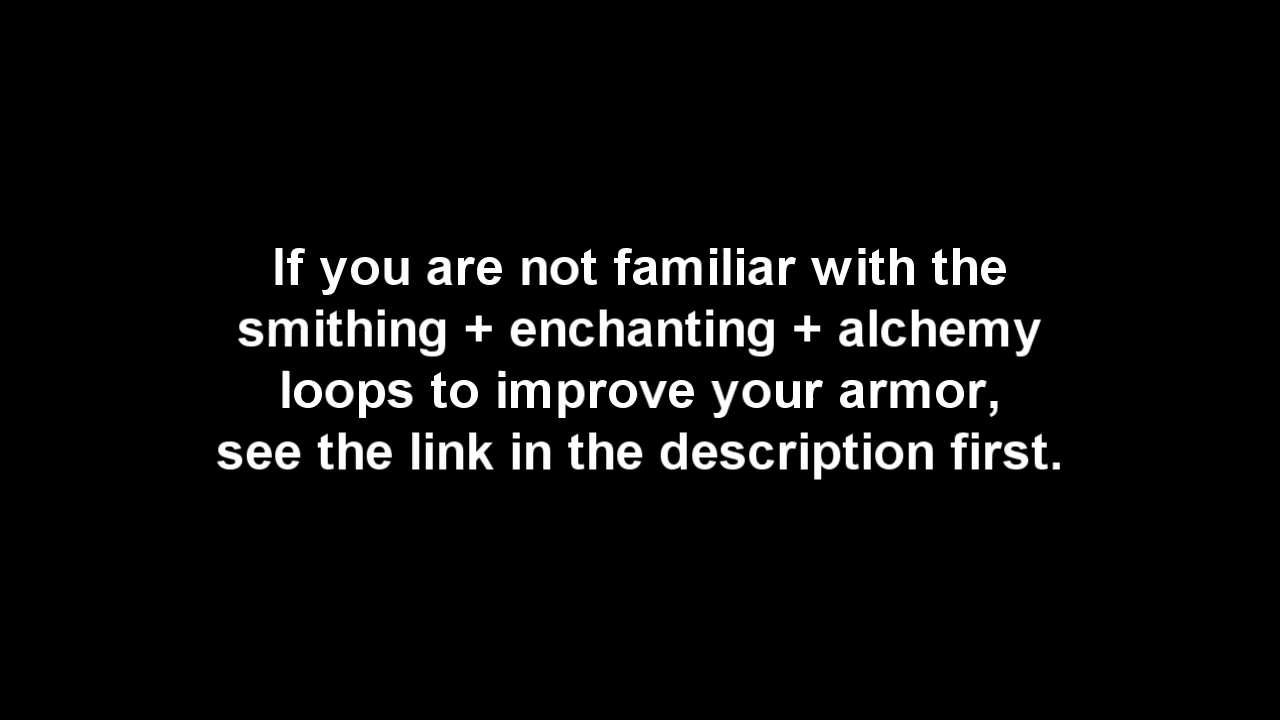 If you are not familiar with the
smithing + enchanting + alchemy
loops to improve your armor,
see the link in the description first.